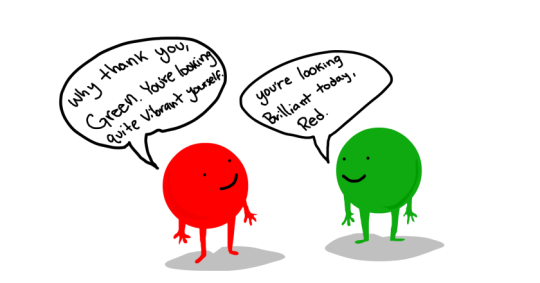 Why thank you,
Green. You're looking
quite vibrant yourself.
you're looking
Brilliant today,
Red.